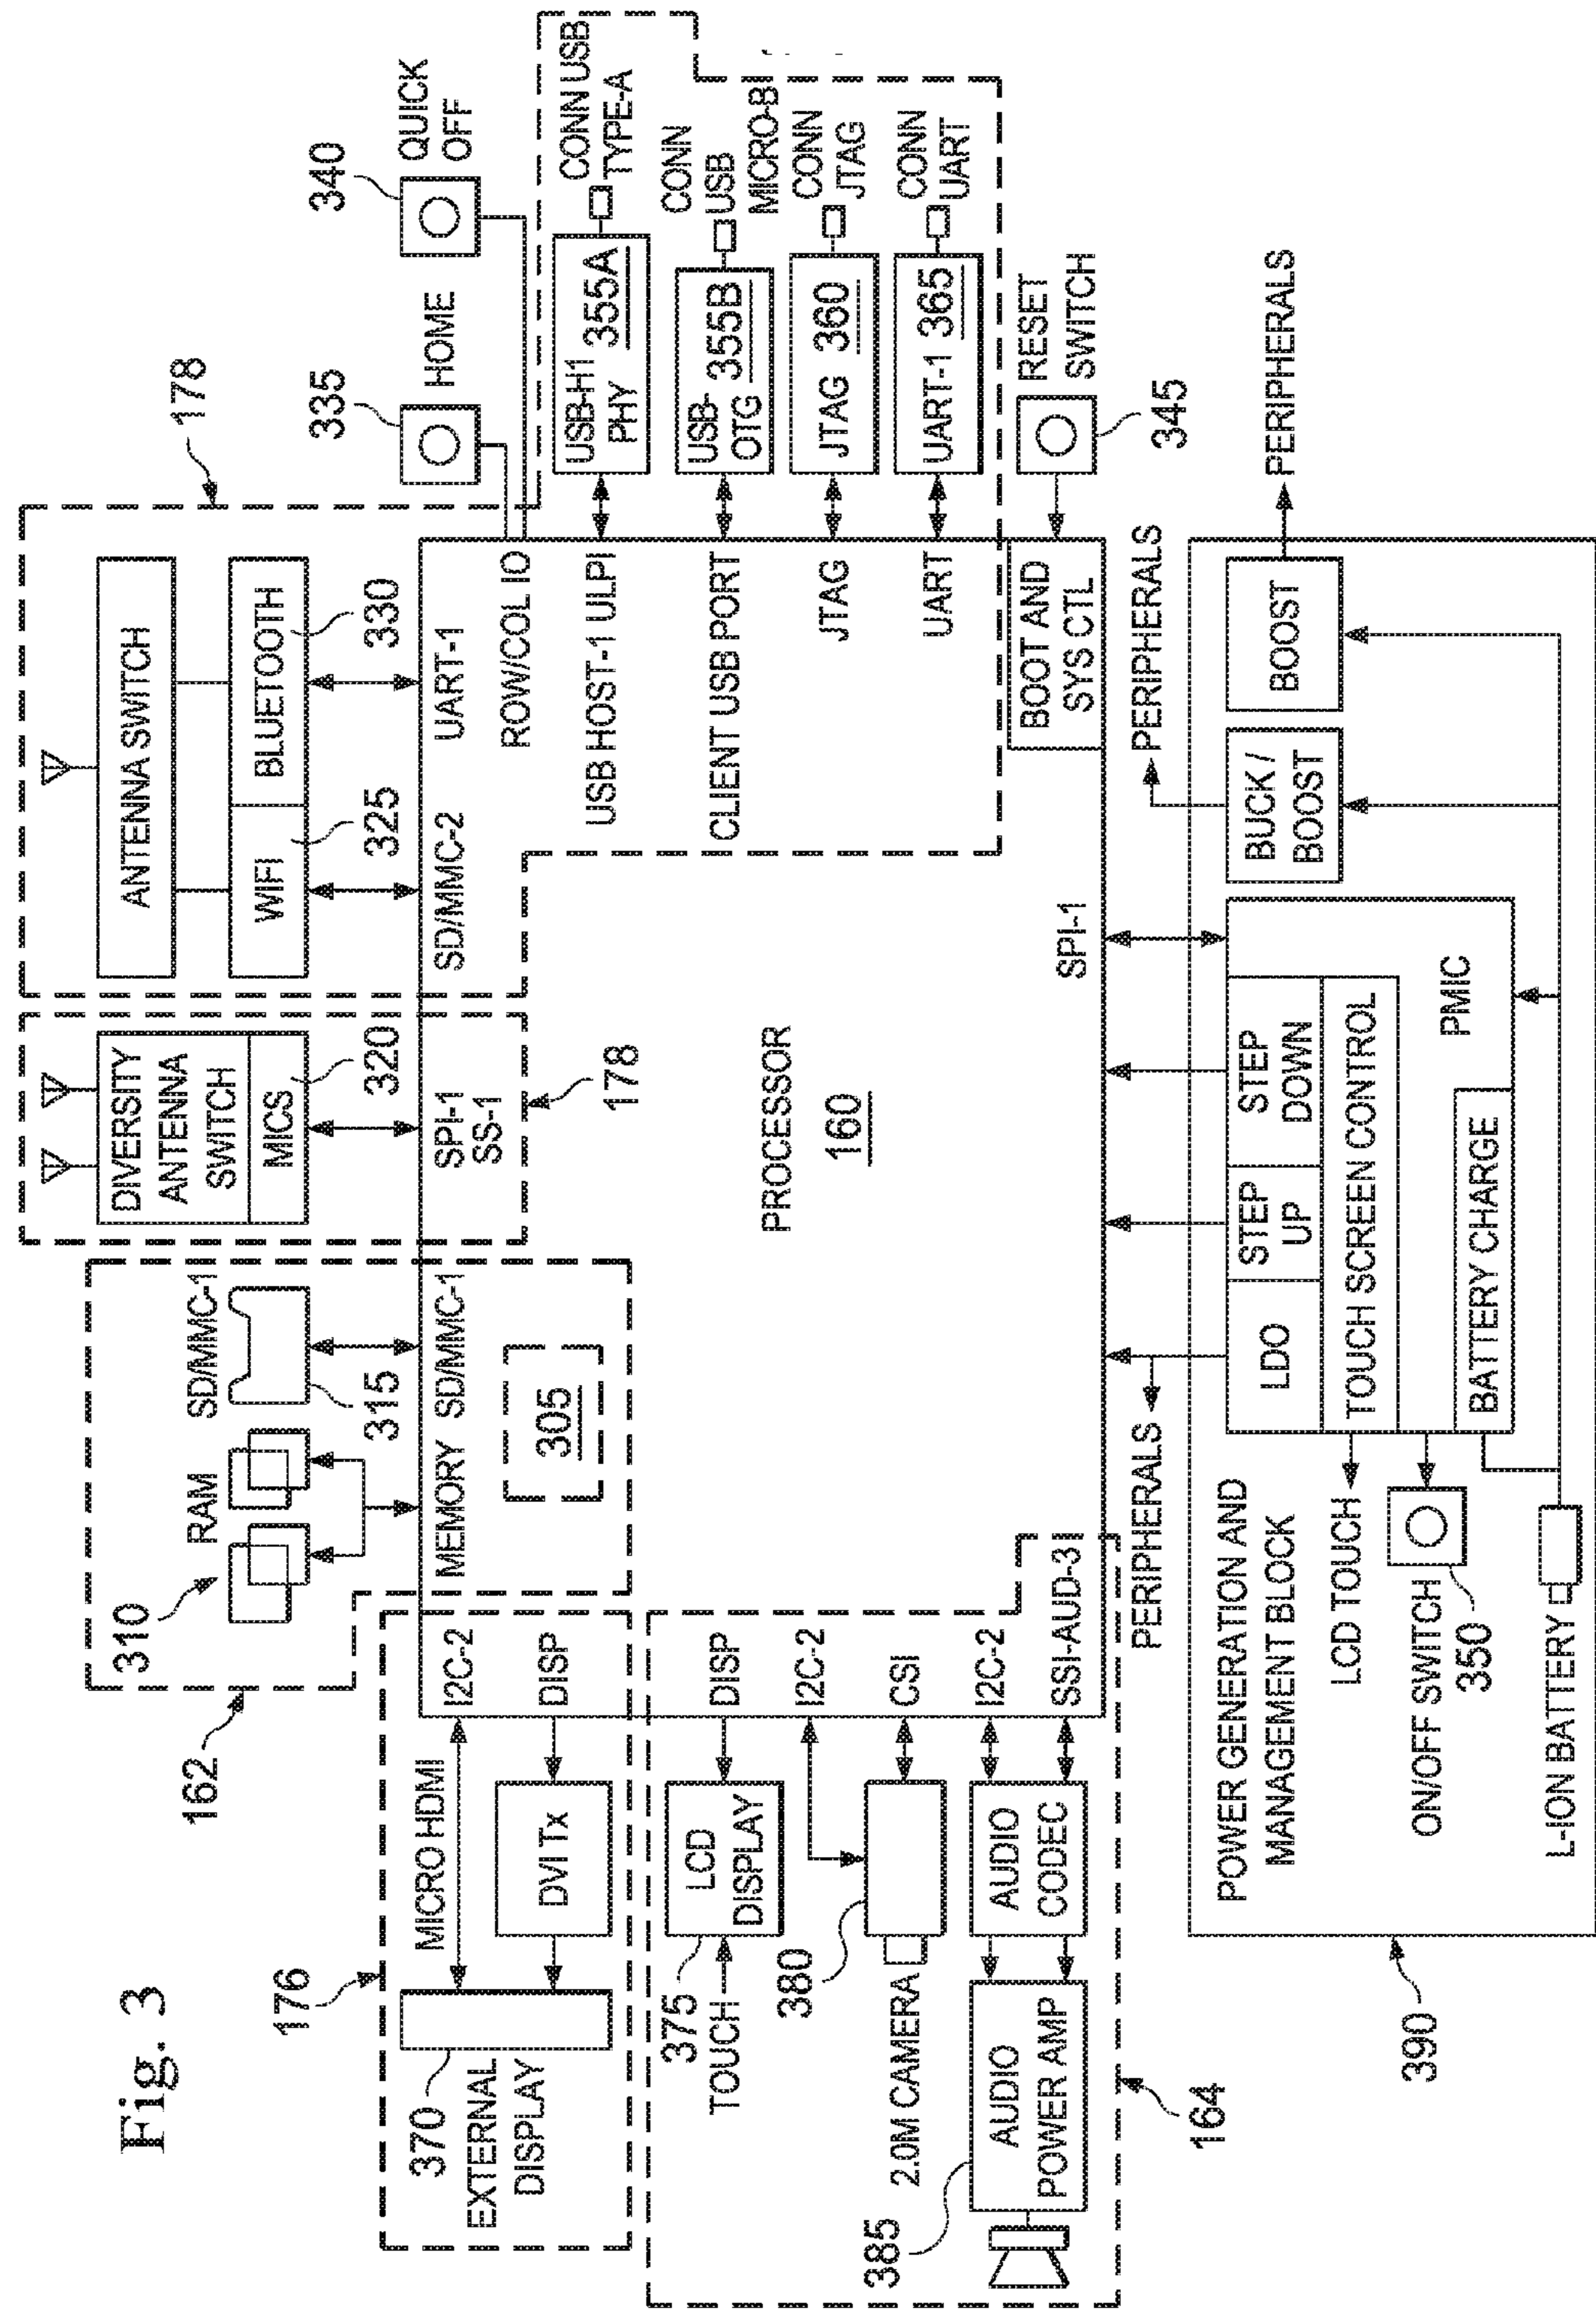 Fig. 3
162
310
RAM
SD/MMC-1
315
DIVERSITY
ANTENNA
SWITCH
MICS
320
ANTENNA SWITCH
WIFI
BLUETOOTH
325
330
178
335
HOME
340
QUICK
OFF
176
MICRO HDMI
370
EXTERNAL
DISPLAY
DVI Tx
I2C-2
DISP
MEMORY
SD/MMC-1
305
SPI-1
SS-1
178
SD/MMC-2
UART-1
ROW/COL IO
USB HOST-1 ULPI
USB-H1
PHY
355A
CONN USB
TYPE-A
CLIENT USB PORT
USB-
OTG
355B
CONN
USB
MICRO-B
JTAG
JTAG
360
CONN
JTAG
UART
UART-1
365
CONN
UART
BOOT AND
SYS CTL
RESET
SWITCH
345
PROCESSOR
160
375
TOUCH
LCD
DISPLAY
DISP
I2C-2
CSI
I2C-2
SSI-AUD-3
380
2.0M CAMERA
385
AUDIO
POWER AMP
AUDIO
CODEC
164
SPI-1
PERIPHERALS
PERIPHERALS
PERIPHERALS
390
POWER GENERATION AND
MANAGEMENT BLOCK
LCD TOUCH
ON/OFF SWITCH
350
L-ION BATTERY
LDO
STEP
UP
STEP
DOWN
TOUCH SCREEN CONTROL
PMIC
BATTERY CHARGE
BUCK /
BOOST
BOOST